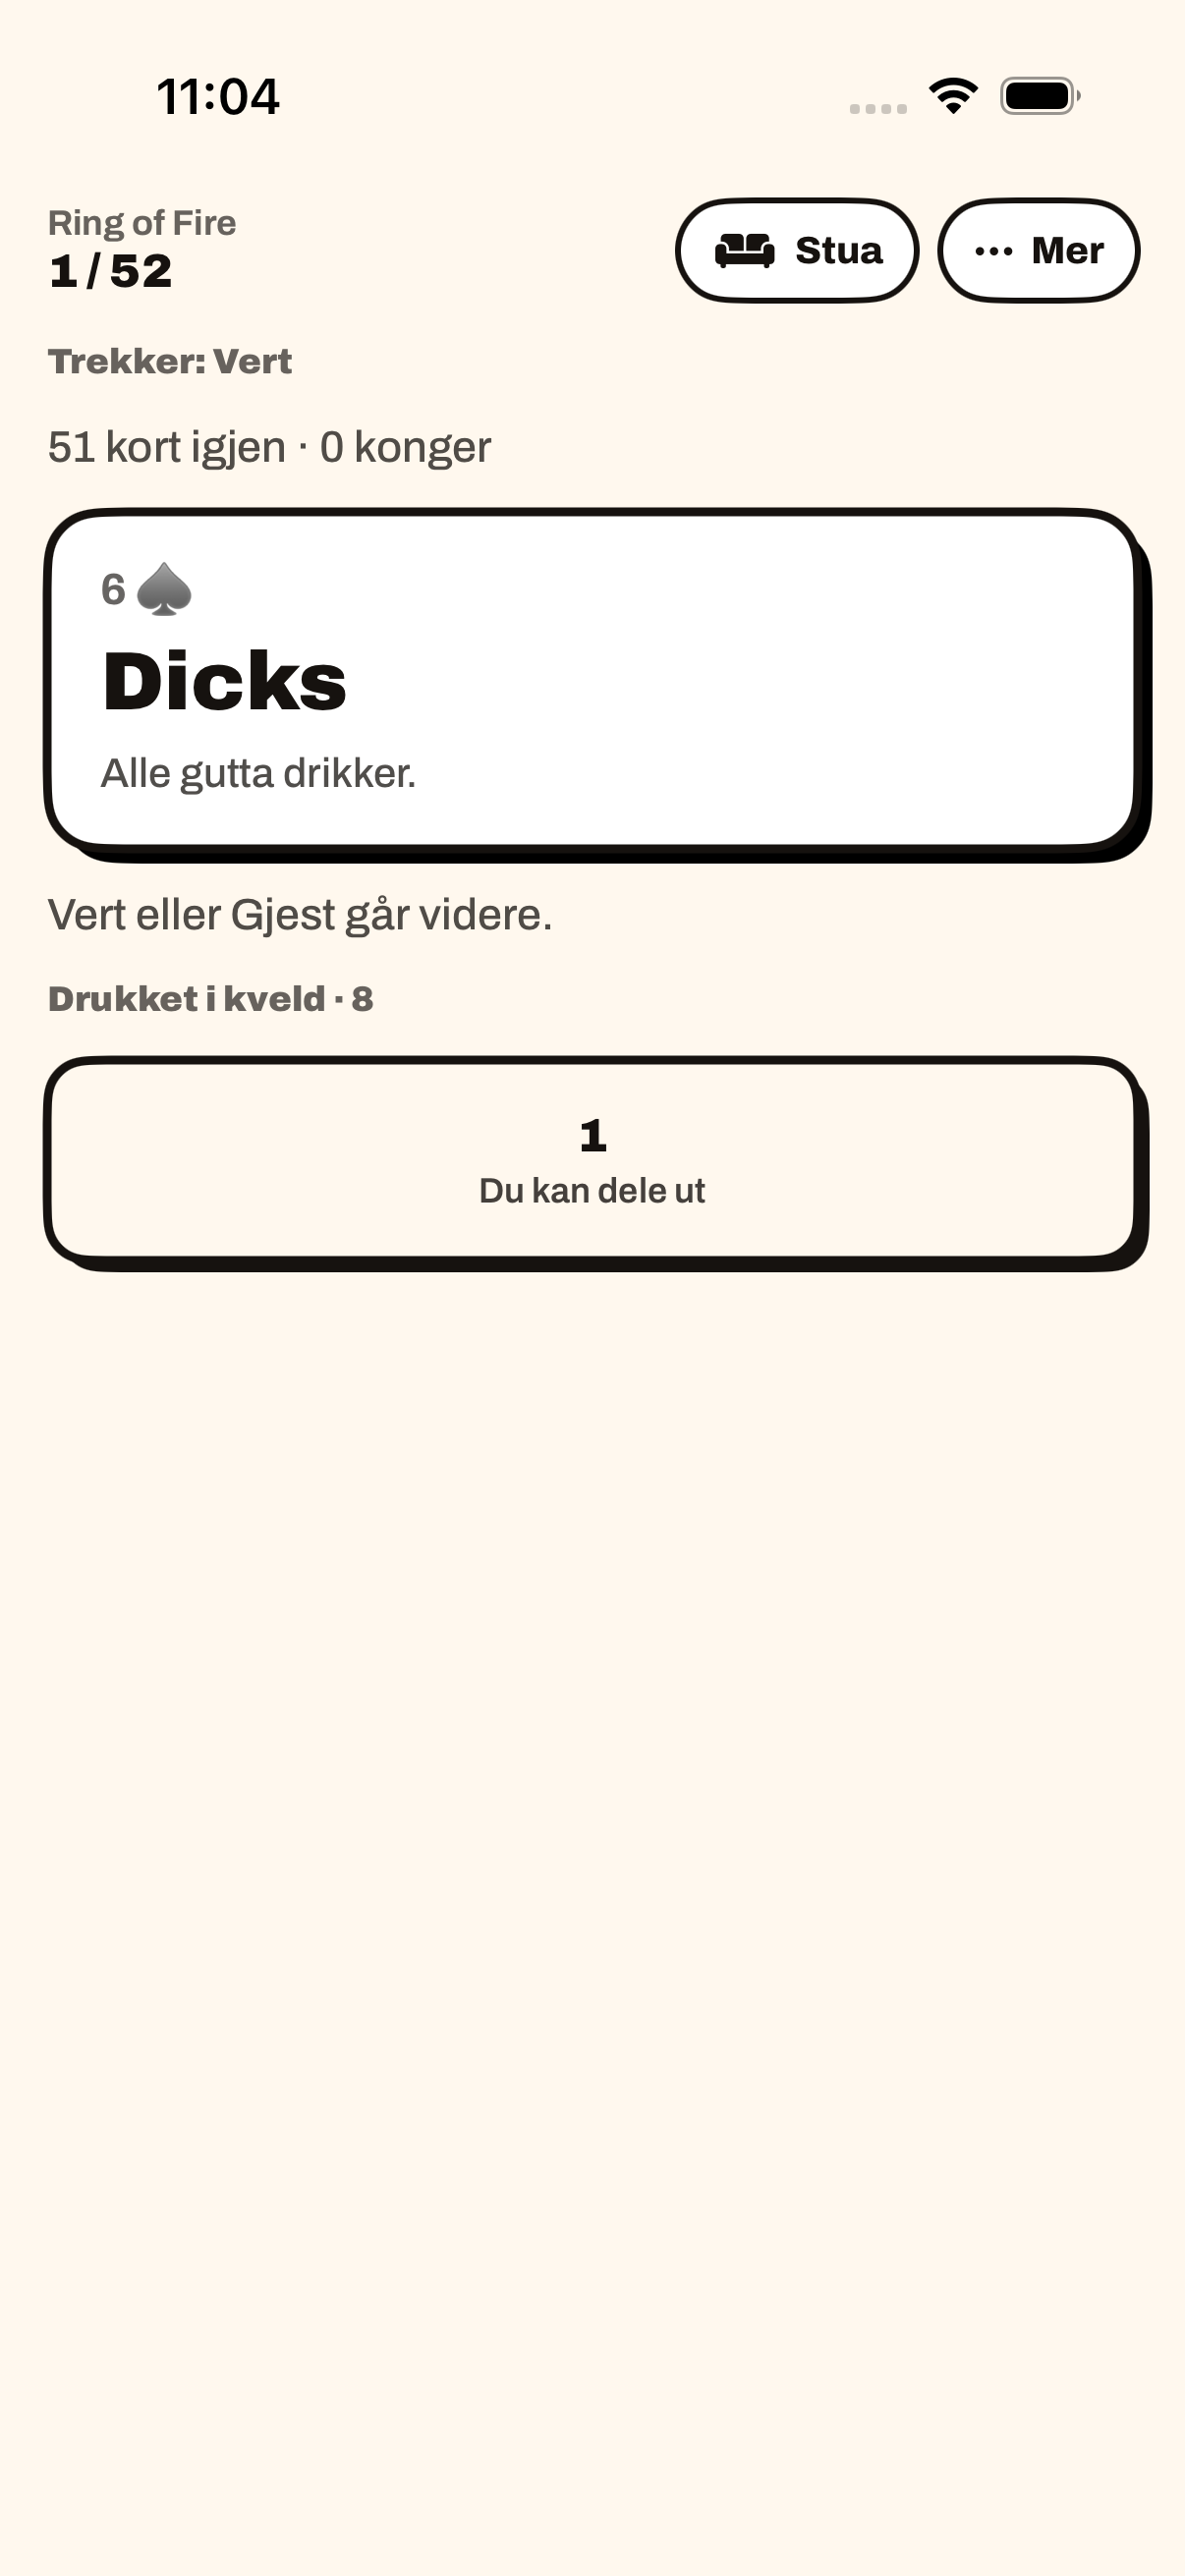 11:04
Ring of Fire
1/52
Stua
Mer
Trekker: Vert
51 kort igjen · 0 konger
6♠
Dicks
Alle gutta drikker.
Vert eller Gjest går videre.
Drukket i kveld · 8
1
Du kan dele ut